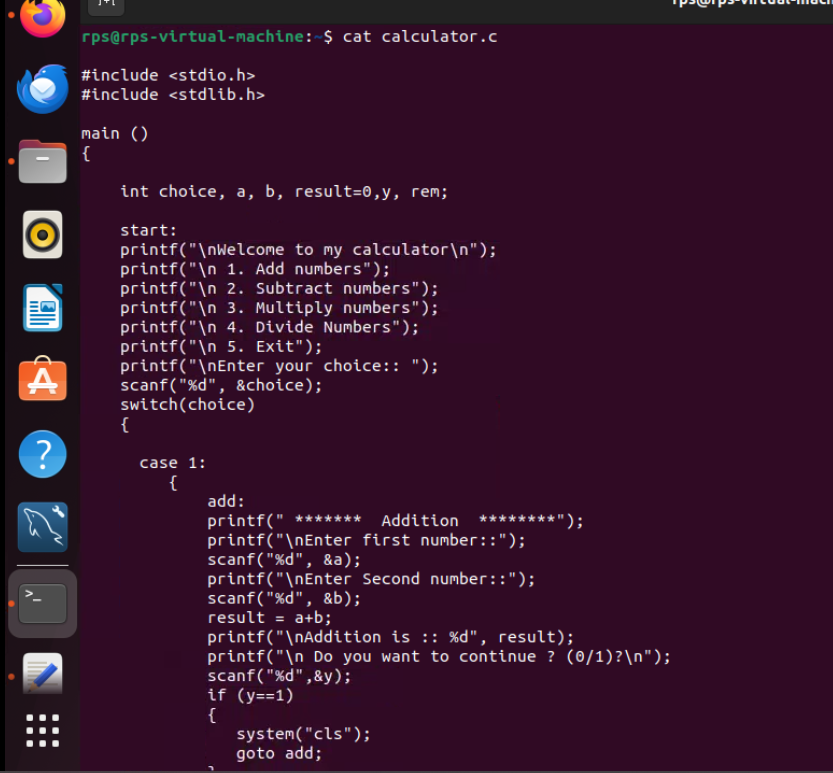 rps@rps-virtual-machine:~$ cat calculator.c
#include <stdio.h>
#include <stdlib.h>
main ()
{
int choice, a, b, result=0,y, rem;
start:
printf("\nWelcome to my calculator\n");
printf("\n 1. Add numbers");
printf("\n 2. Subtract numbers");
printf("\n 3. Multiply numbers");
printf("\n 4. Divide Numbers");
printf("\n 5. Exit");
printf("\nEnter your choice:: ");
scanf("%d", &choice);
switch(choice)
{
case 1:
{
add:
printf(" *******  Addition  ********");
printf("\nEnter first number::");
scanf("%d", &a);
printf("\nEnter Second number::");
scanf("%d", &b);
result = a+b;
printf("\nAddition is :: %d", result);
printf("\n Do you want to continue ? (0/1)?\n");
scanf("%d",&y);
if (y==1)
{
system("cls");
goto add;